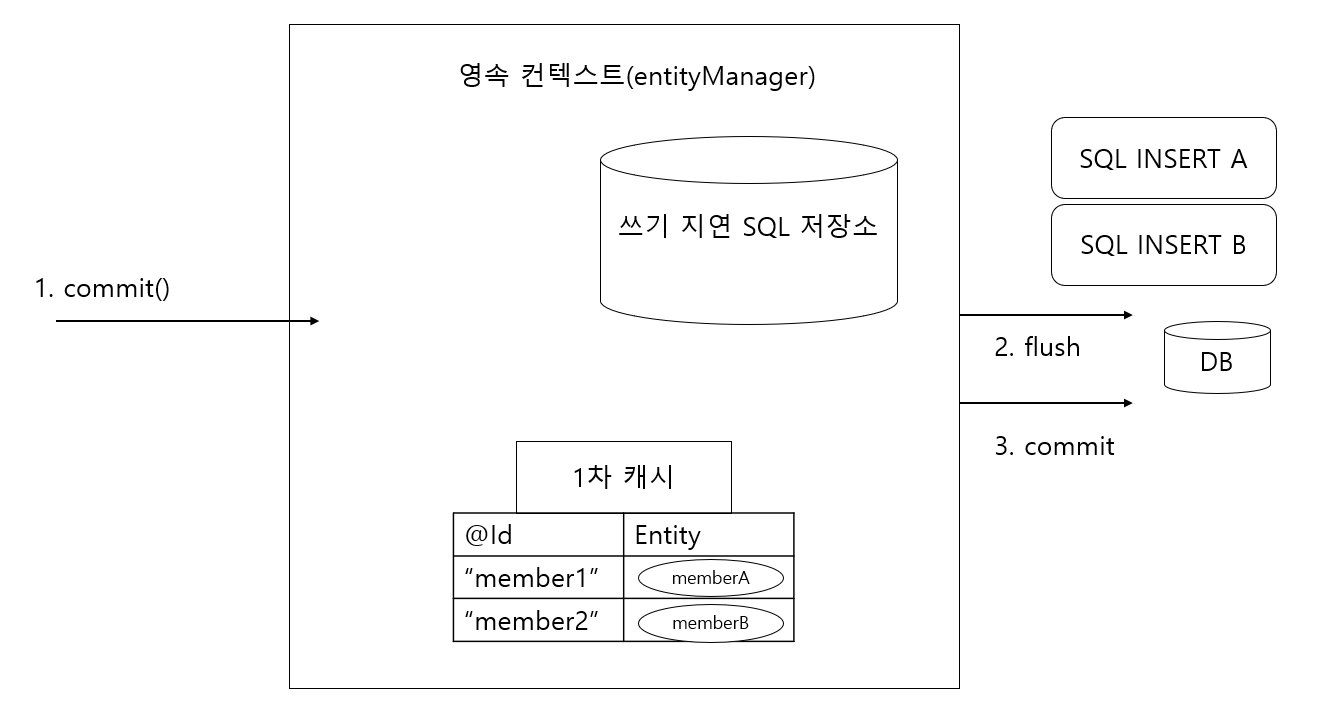 영속 컨텍스트(entityManager)
쓰기 지연 SQL 저장소
SQL INSERT A
SQL INSERT B
1. commit()
2. flush
DB
3. commit
1차 캐시
@Id Entity
“member1” memberA
“member2” memberB